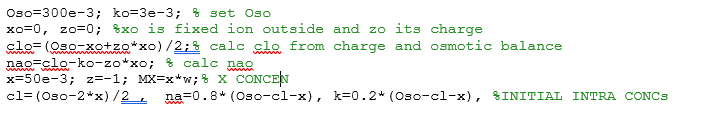 Oso=300e-3; ko=3e-3; % set Oso
xo=0, zo=0; %xo is fixed ion outside and zo its charge
clo=(Oso-xo+zo*xo)/2;% calc clo from charge and osmotic balance
nao=clo-ko-zo*xo; % calc nao
x=50e-3; z=-1; MX=x*w;% X CONCEN
cl=(Oso-2*x)/2 , na=0.8*(Oso-cl-x), k=0.2*(Oso-cl-x), %INITIAL INTRA CONCs